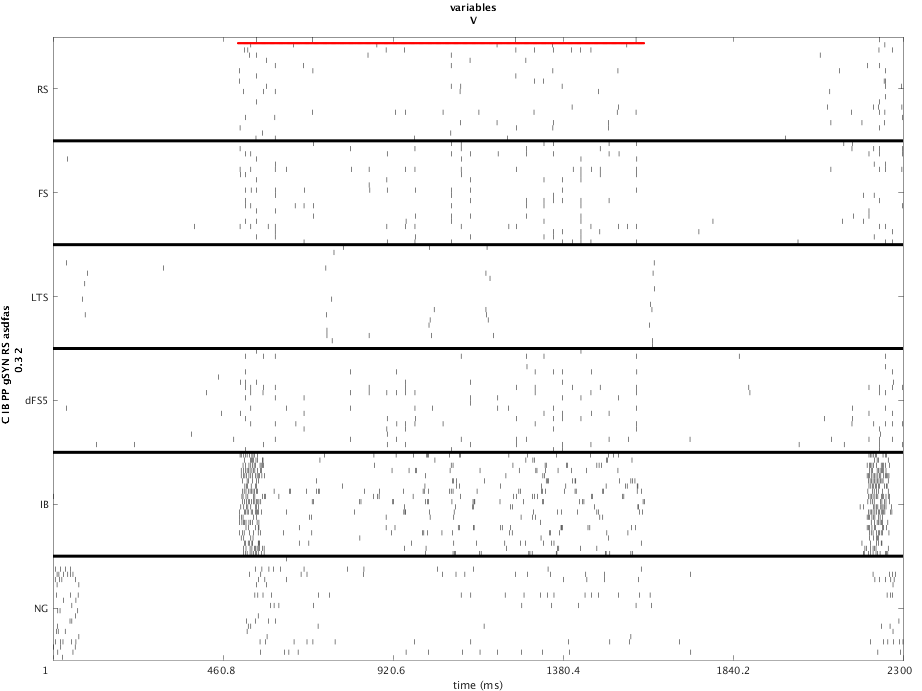 variables
V
RS
FS
LTS
dFS5
IB
NG
C IB PP gSYN RS asdfas
0.3 2
1
460.8
920.6
1380.4
1840.2
2300
time (ms)